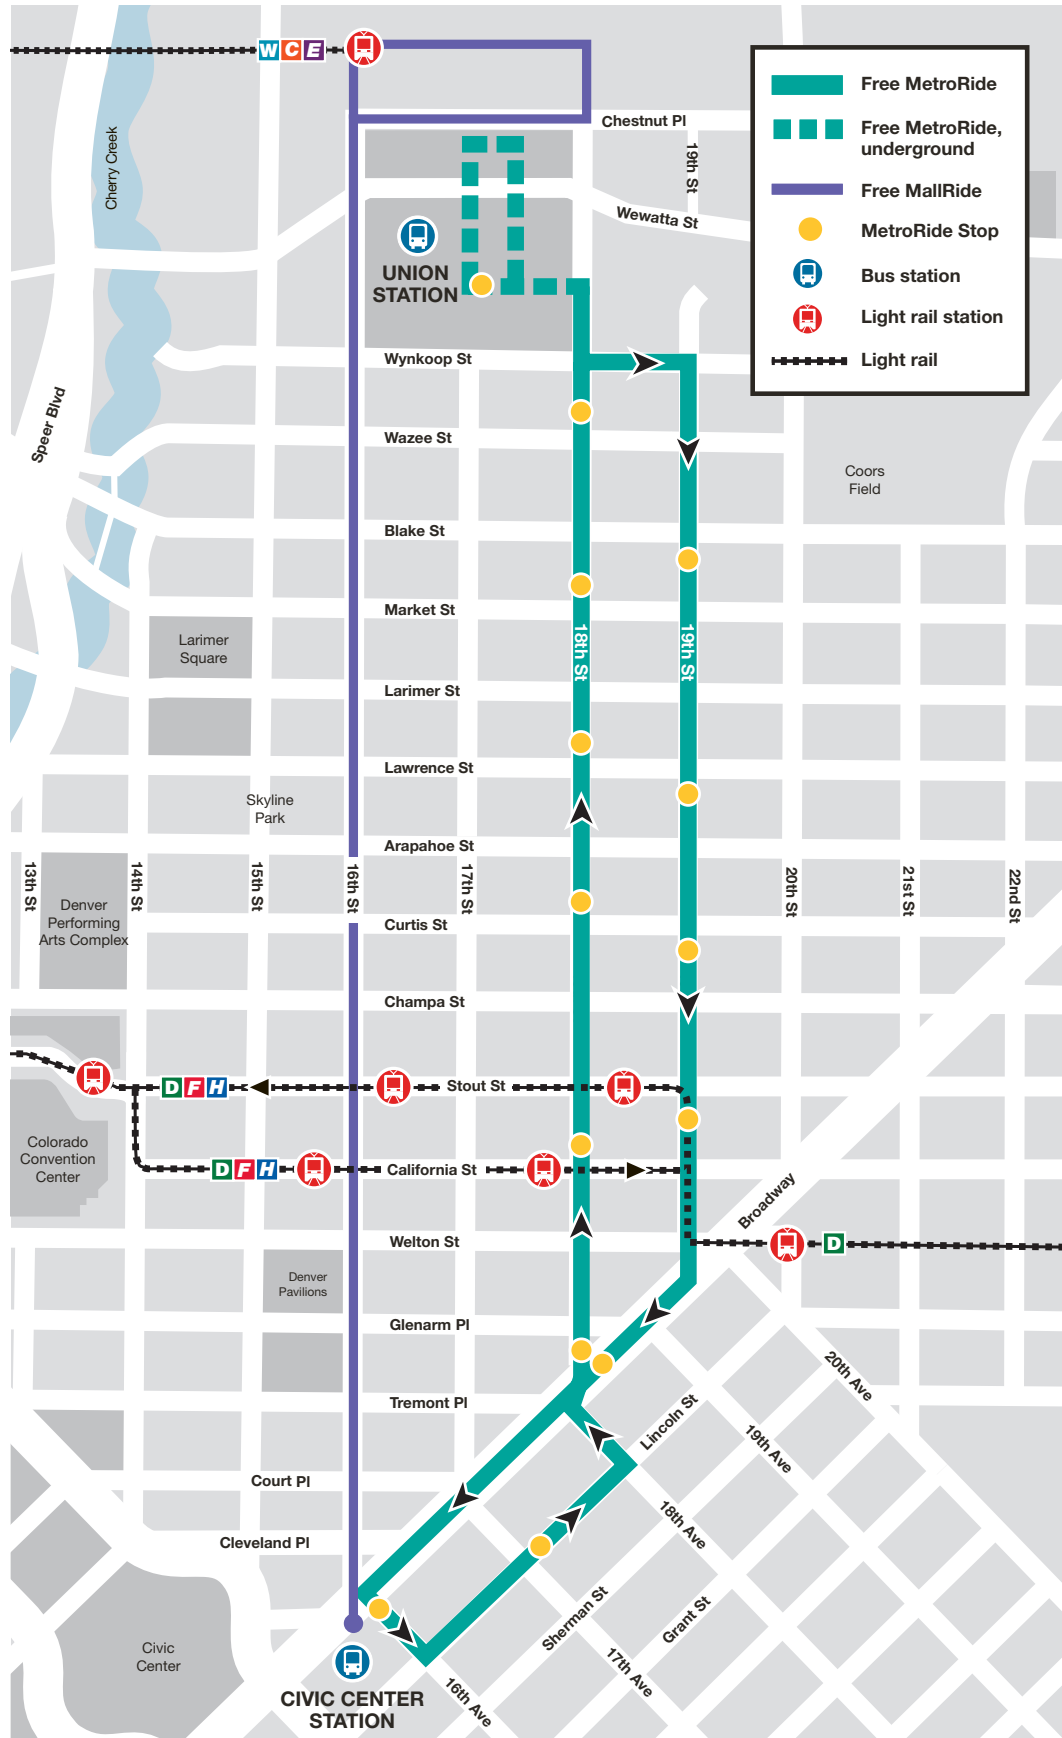 W C E
Free MetroRide
Free MetroRide,
underground
Free MallRide
MetroRide Stop
Bus station
Light rail station
Light rail
Chestnut Pl
19th St
Cherry Creek
Wewatta St
UNION
STATION
Wynkoop St
Speer Blvd
Wazee St
Coors
Field
Blake St
Market St
Larimer
Square
18th St
19th St
Larimer St
Lawrence St
Skyline
Park
Arapahoe St
13th St
14th St
15th St
16th St
17th St
20th St
21st St
22nd St
Denver
Performing
Arts Complex
Curtis St
Champa St
D F H
Stout St
Colorado
Convention
Center
D F H
California St
Broadway
Welton St
D
Denver
Pavilions
Glenarm Pl
20th Ave
Tremont Pl
Lincoln St
19th Ave
Court Pl
18th Ave
Cleveland Pl
Sherman St
Grant St
Civic
Center
17th Ave
16th Ave
CIVIC CENTER
STATION